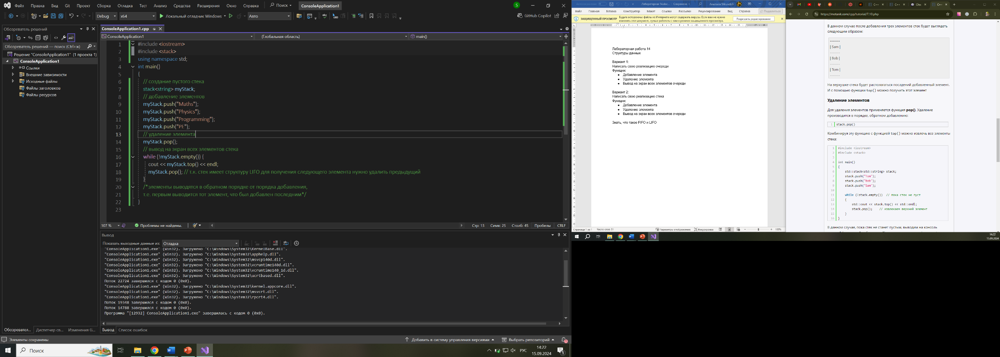 Файл Правка Вид Git Проект Сборка Отладка Тест Анализ Средства Расширения Окно Справка Поиск ConsoleApplication1 S
Debug x64 Локальный отладчик Windows Авто GitHub Copilot
Обозреватель решений
Обозреватель решений — поиск (Ctrl+ж)
Решение "ConsoleApplication1" (1 проекта 1)
ConsoleApplication1
Ссылки
Внешние зависимости
Исходные файлы
Файлы заголовков
Файлы ресурсов
Обозревател... Диспетчер св... Изменения G...
ConsoleApplication1.cpp
ConsoleApplication1 (Глобальная область) main()
1 #include <iostream>
2 #include <stack>
3 using namespace std;
4 int main()
5 {
6 // создание пустого стека
7 stack<string> myStack;
8 // добавление элементов
9 myStack.push("Maths");
10 myStack.push("Physics");
11 myStack.push("Programming");
12 myStack.push("PE");
13 // удаление элемента
14 myStack.pop();
15 // вывод на экран всех элементов стека
16 while (!myStack.empty()) {
17 cout << myStack.top() << endl;
18 myStack.pop(); // т.к. стек имеет структуру LIFO для получения следующего элемента нужно удалить предыдущий
19 }
20 /*элементы выводятся в обратном порядке от порядка добавления,
21 т.е. первым выводится тот элемент, что был добавлен последним*/
22 }
23
107 % Проблемы не найдены. Стр: 13 Симв: 25 Столб: 45 Пробелы CRLF
Вывод
Показать выходные данные из: Отладка
"ConsoleApplication1.exe" (Win32). Загружено "C:\Windows\System32\KernelBase.dll".
"ConsoleApplication1.exe" (Win32). Загружено "C:\Windows\System32\apphelp.dll".
"ConsoleApplication1.exe" (Win32). Загружено "C:\Windows\System32\msvcp140d.dll".
"ConsoleApplication1.exe" (Win32). Загружено "C:\Windows\System32\vcruntime140d.dll".
"ConsoleApplication1.exe" (Win32). Загружено "C:\Windows\System32\vcruntime140_1d.dll".
"ConsoleApplication1.exe" (Win32). Загружено "C:\Windows\System32\ucrtbased.dll".
Поток 22724 завершился с кодом 0 (0x0).
"ConsoleApplication1.exe" (Win32). Загружено "C:\Windows\System32\kernel.appcore.dll".
"ConsoleApplication1.exe" (Win32). Загружено "C:\Windows\System32\msvcrt.dll".
"ConsoleApplication1.exe" (Win32). Загружено "C:\Windows\System32\rpcrt4.dll".
Поток 19348 завершился с кодом 0 (0x0).
Поток 14788 завершился с кодом 0 (0x0).
Программа "[12932] ConsoleApplication1.exe" завершилась с кодом 0 (0x0).
Вывод Список ошибок
Элементы сохранены Добавить в систему управления версиями Выбрать репозиторий
Поиск РУС 14:22
15.09.2024
Автосохранение Лабораторная 14.doc... - Сохранена Anastasia Shkundich
Файл Главная Вставка Конструктор Макет Ссылки Рассылки Рецензирование Вид Справка Поделиться
ЗАЩИЩЕННЫЙ ПРОСМОТР Будьте осторожны: файлы из Интернета могут содержать вирусы. Если вам не нужно
изменять этот документ, лучше работать с ним в режиме защищенного просмотра. Разрешить редактирование
Лабораторная работа 14
Структуры данных
Вариант 1:
Написать свою реализацию очереди
Функции:
• Добавление элемента
• Удаление элемента
• Вывод на экран всех элементов очереди
Вариант 2:
Написать свою реализацию стека
Функции:
• Добавление элемента
• Удаление элемента
• Вывод на экран всех элементов очереди
Знать, что такое FIFO и LIFO
Страница 1 из 1 Число слов: 51 Параметры отображения Фокусировка 100%
C++ C++ Cha C++
https://metanit.com/cpp/tutorial/7.10.php
В данном случае после добавления трех элементов стек будет выглядеть
следующим образом:
-------
| Sam |
-------
| Bob |
-------
| Tom |
-------
На верхушке стека будет располагаться последний добавленный элемент.
И с помощью функции top() можно получить этот элемент
Удаление элементов
Для удаления элементов применяется функция pop(). Удаление
производится в порядке, обратном добавлению:
1 stack.pop()
Комбинируя эту функцию с функцией top() можно извлечь все элементы
стека:
1 #include <iostream>
2 #include <stack>
3
4 int main()
5 {
6 std::stack<std::string> stack;
7 stack.push("Tom");
8 stack.push("Bob");
9 stack.push("Sam");
10
11 while (!stack.empty()) // пока стек не пуст
12 {
13 std::cout << stack.top() << std::endl;
14 stack.pop(); // извлекаем верхний элемент
15 }
16 }
В данном случае, пока стек не станет пустым, выводим на консоль
14:22
15.09.2024